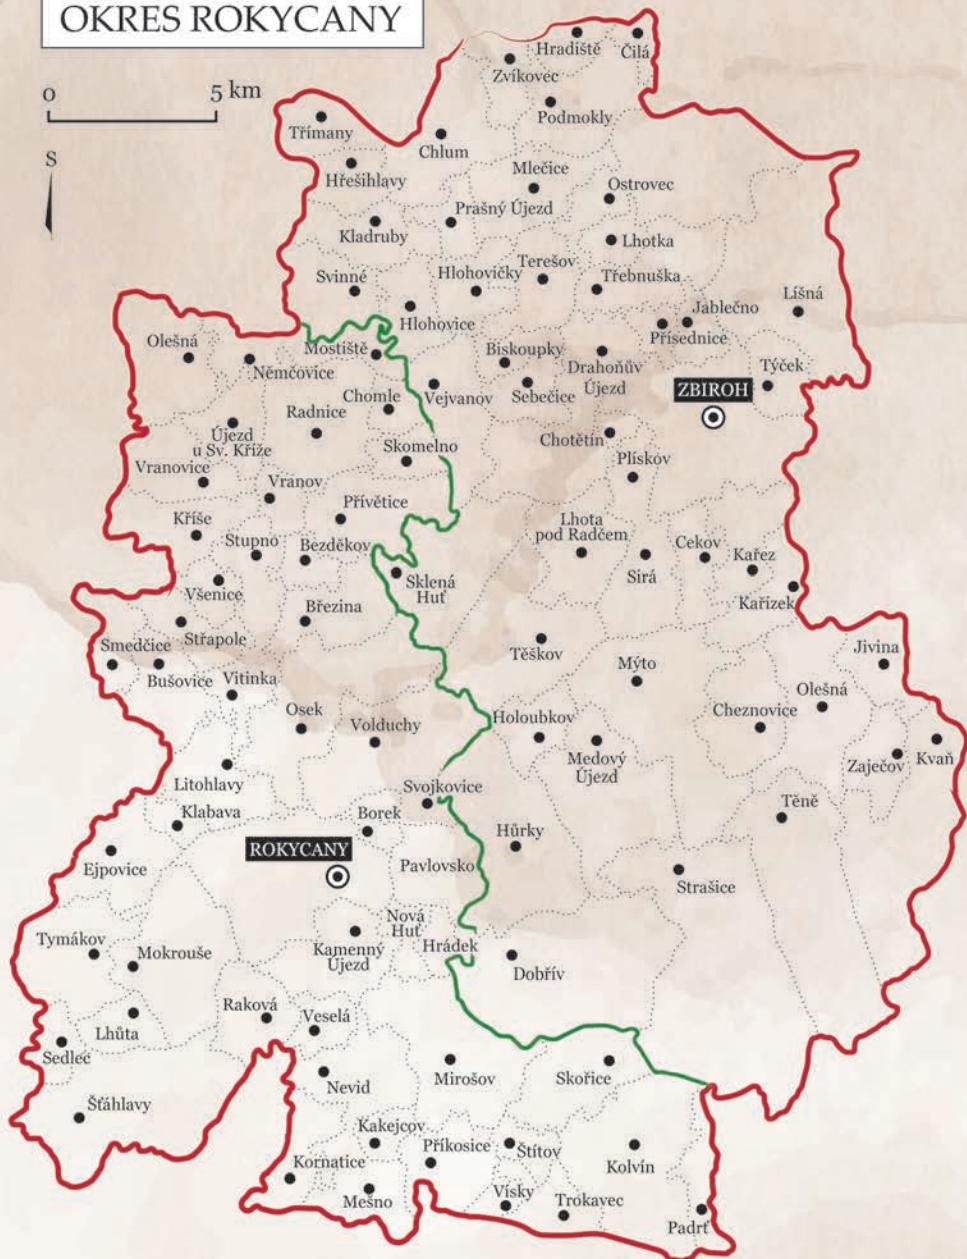 OKRES ROKYCANY
0
5 km
S
Hradiště
Čilá
Zvíkovec
Podmokly
Třímany
Chlum
Hřešihlavy
Mlečice
Ostrovec
Prašný Újezd
Kladruby
Lhotka
Terešov
Svinné
Hlohovičky
Třebnuška
Líšná
Jablečno
Hlohovice
Přísednice
Olešná
Mostiště
Biskoupky
Drahoňův
Újezd
Týček
Němčovice
ZBIROH
Chomle
Vejvanov
Sebečice
Radnice
Újezd
u Sv. Kříže
Skomelno
Chotětín
Plískov
Vranovice
Vranov
Přívětice
Kříše
Lhota
pod Radčem
Stupno
Bezděkov
Cekov
Kařez
Sirá
Sklená
Huť
Všenice
Kařízek
Březina
Střapole
Smedčice
Těškov
Jivina
Mýto
Bušovice
Vitinka
Olešná
Osek
Volduchy
Holoubkov
Cheznovice
Medový
Újezd
Zaječov
Kvaň
Litohlavy
Svojkovice
Klabava
Borek
Těně
Hůrky
ROKYCANY
Ejpovice
Pavlovsko
Strašice
Nová
Huť
Tymákov
Mokrouše
Kamenný
Újezd
Hrádek
Dobřív
Raková
Veselá
Lhůta
Sedlec
Nevid
Mirošov
Skořice
Šťáhlavy
Kakejcov
Příkosice
Štítov
Kornatice
Kolvín
Mešno
Vísky
Trokavec
Padrť